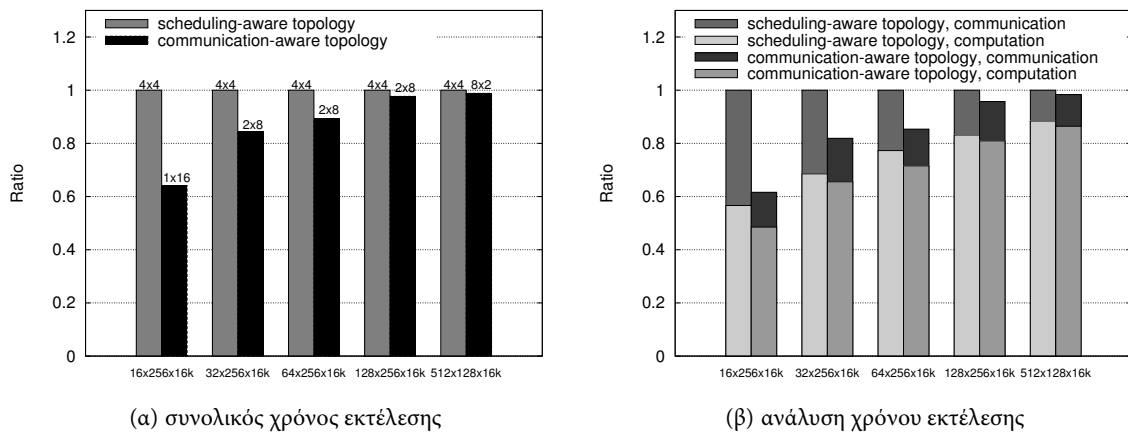 scheduling-aware topology
communication-aware topology
Ratio
1.2
1
0.8
0.6
0.4
0.2
0
4x4 4x4 4x4 4x4 2x8 4x4 8x2
2x8
2x8
1x16
16x256x16k 32x256x16k 64x256x16k 128x256x16k 512x128x16k
(α) συνολικός χρόνος εκτέλεσης
scheduling-aware topology, communication
scheduling-aware topology, computation
communication-aware topology, communication
communication-aware topology, computation
Ratio
1.2
1
0.8
0.6
0.4
0.2
0
16x256x16k 32x256x16k 64x256x16k 128x256x16k 512x128x16k
(β) ανάλυση χρόνου εκτέλεσης